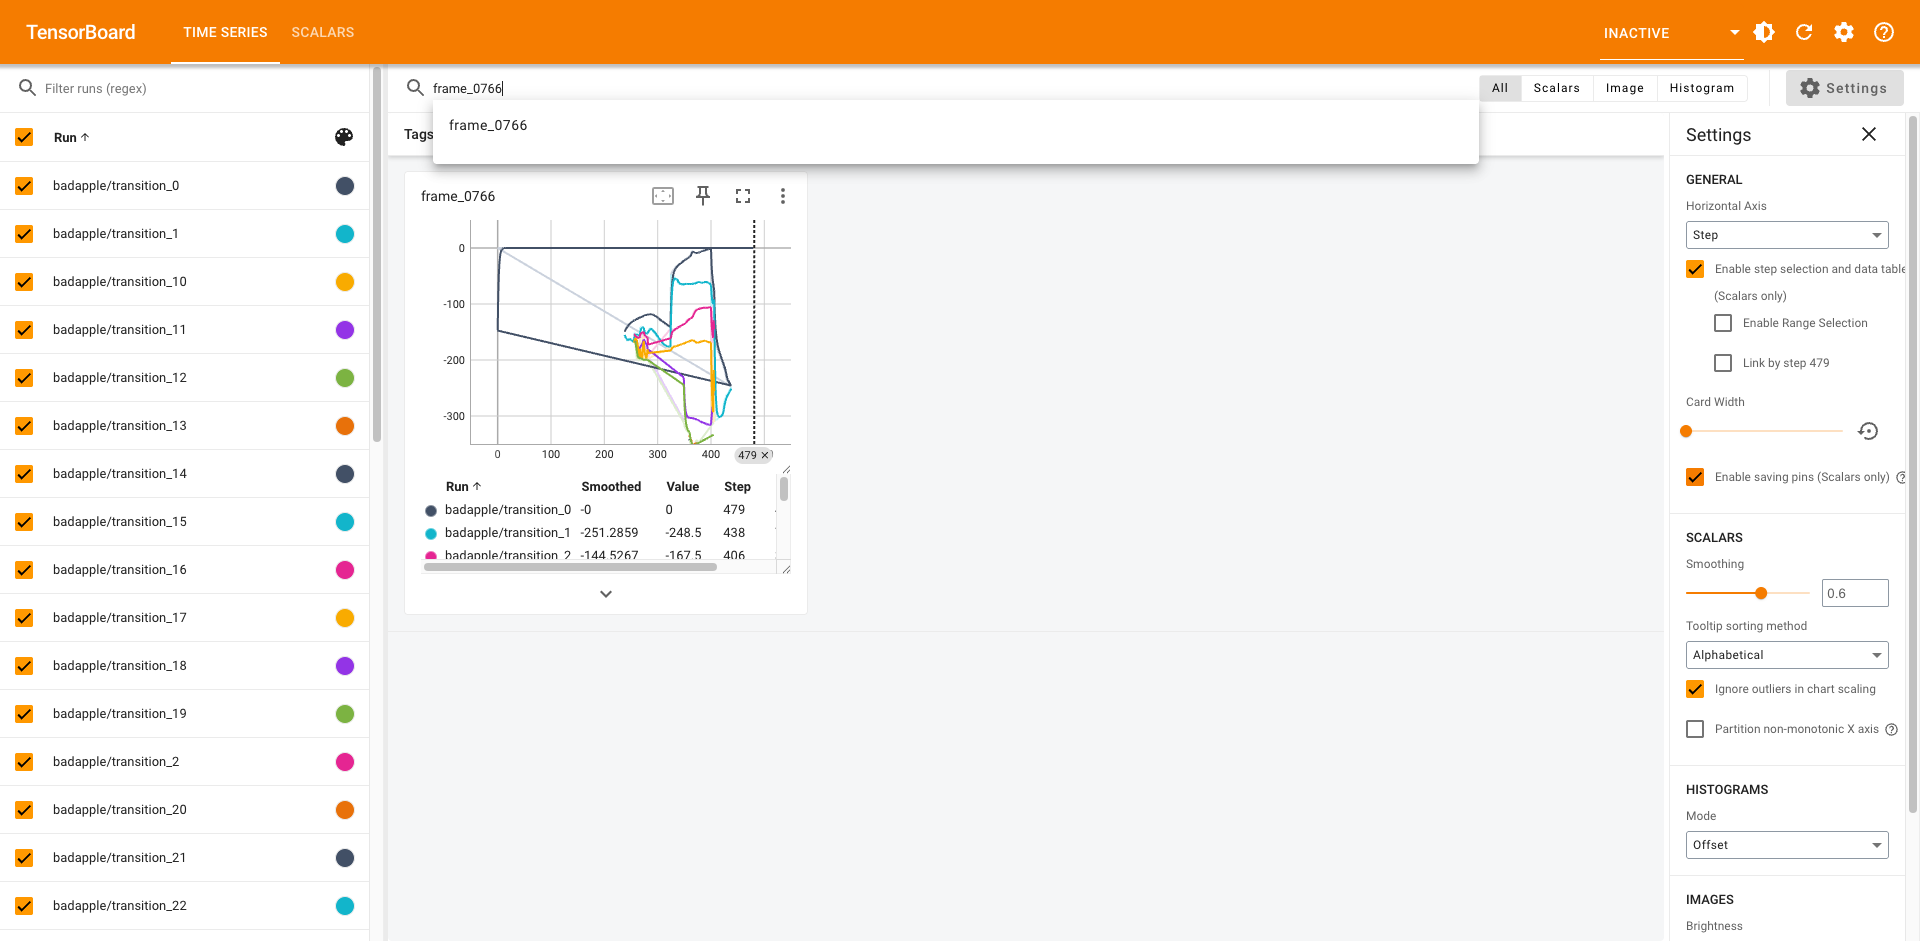 TensorBoard
TIME SERIES
SCALARS
INACTIVE
Filter runs (regex)
frame_0766
All
Scalars
Image
Histogram
Settings
frame_0766
Run
Tags
Settings
badapple/transition_0
badapple/transition_1
badapple/transition_10
badapple/transition_11
badapple/transition_12
badapple/transition_13
badapple/transition_14
badapple/transition_15
badapple/transition_16
badapple/transition_17
badapple/transition_18
badapple/transition_19
badapple/transition_2
badapple/transition_20
badapple/transition_21
badapple/transition_22
frame_0766
0
-100
-200
-300
0 100 200 300 400 479
Run Smoothed Value Step
badapple/transition_0 -0 0 479
badapple/transition_1 -251.2859 -248.5 438
badapple/transition_2 -144.5267 -167.5 406
GENERAL
Horizontal Axis
Step
Enable step selection and data table
(Scalars only)
Enable Range Selection
Link by step 479
Card Width
Enable saving pins (Scalars only)
SCALARS
Smoothing
0.6
Tooltip sorting method
Alphabetical
Ignore outliers in chart scaling
Partition non-monotonic X axis
HISTOGRAMS
Mode
Offset
IMAGES
Brightness